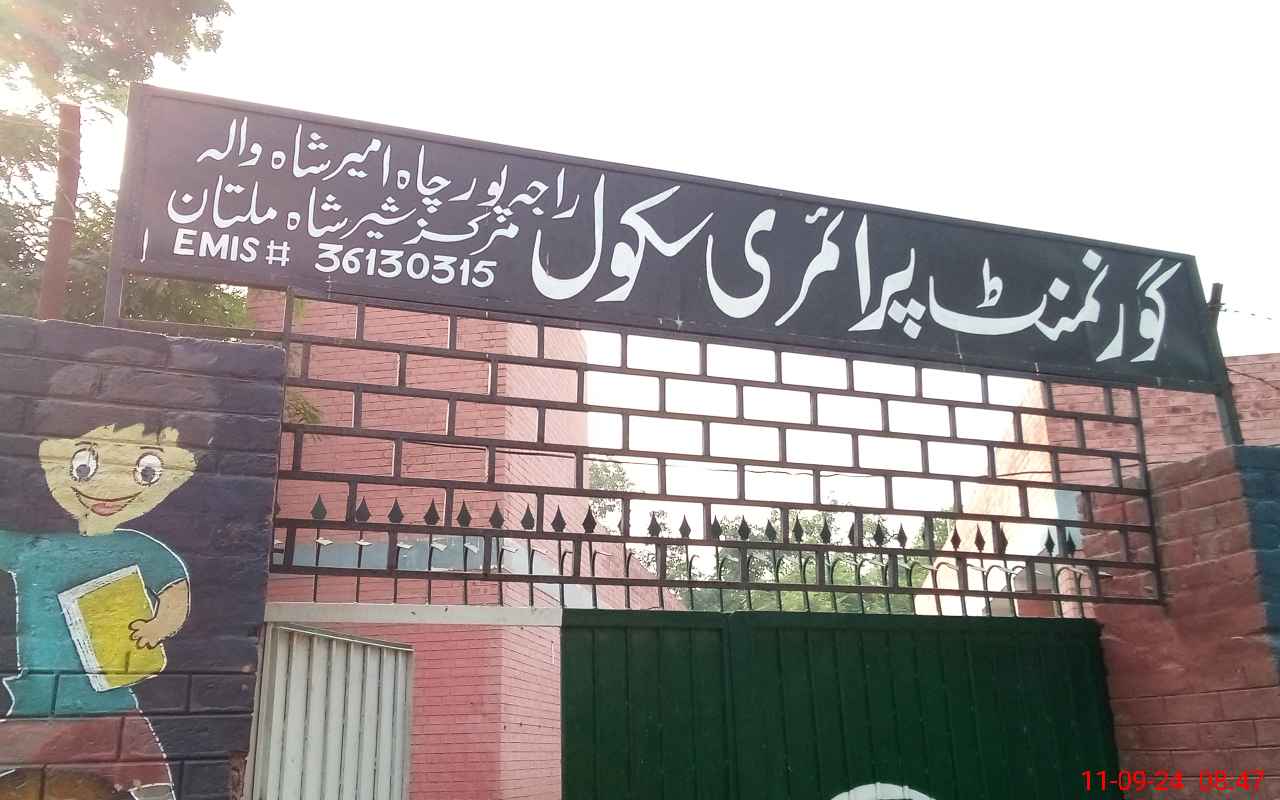 گورنمنٹ پرائمری سکول
راجہ پور چاہ امیر شاہ والہ
مرکز شیر شاہ ملتان
EMIS # 36130315
11-09-24 08:47